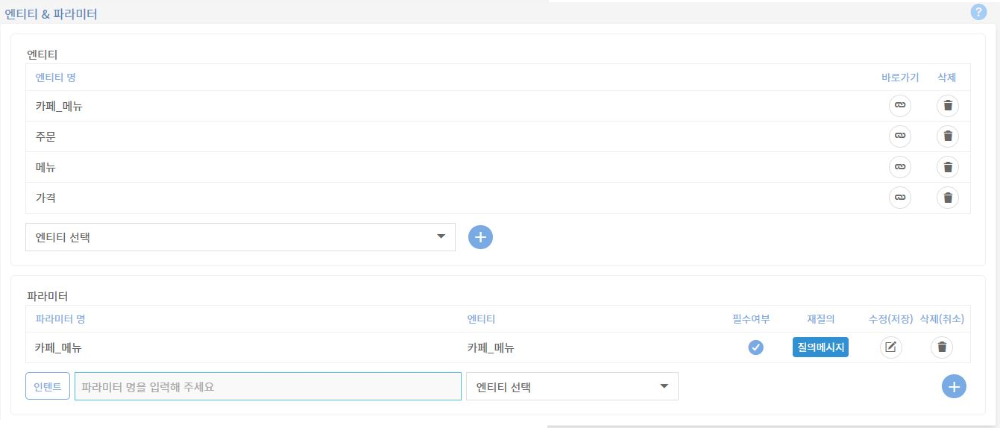 엔티티 & 파라미터 ?
엔티티
엔티티 명 바로가기 삭제
카페_메뉴
주문
메뉴
가격
엔티티 선택
파라미터
파라미터 명 엔티티 필수여부 재질의 수정(저장) 삭제(취소)
카페_메뉴 카페_메뉴 질의메시지
인텐트 파라미터 명을 입력해 주세요 엔티티 선택